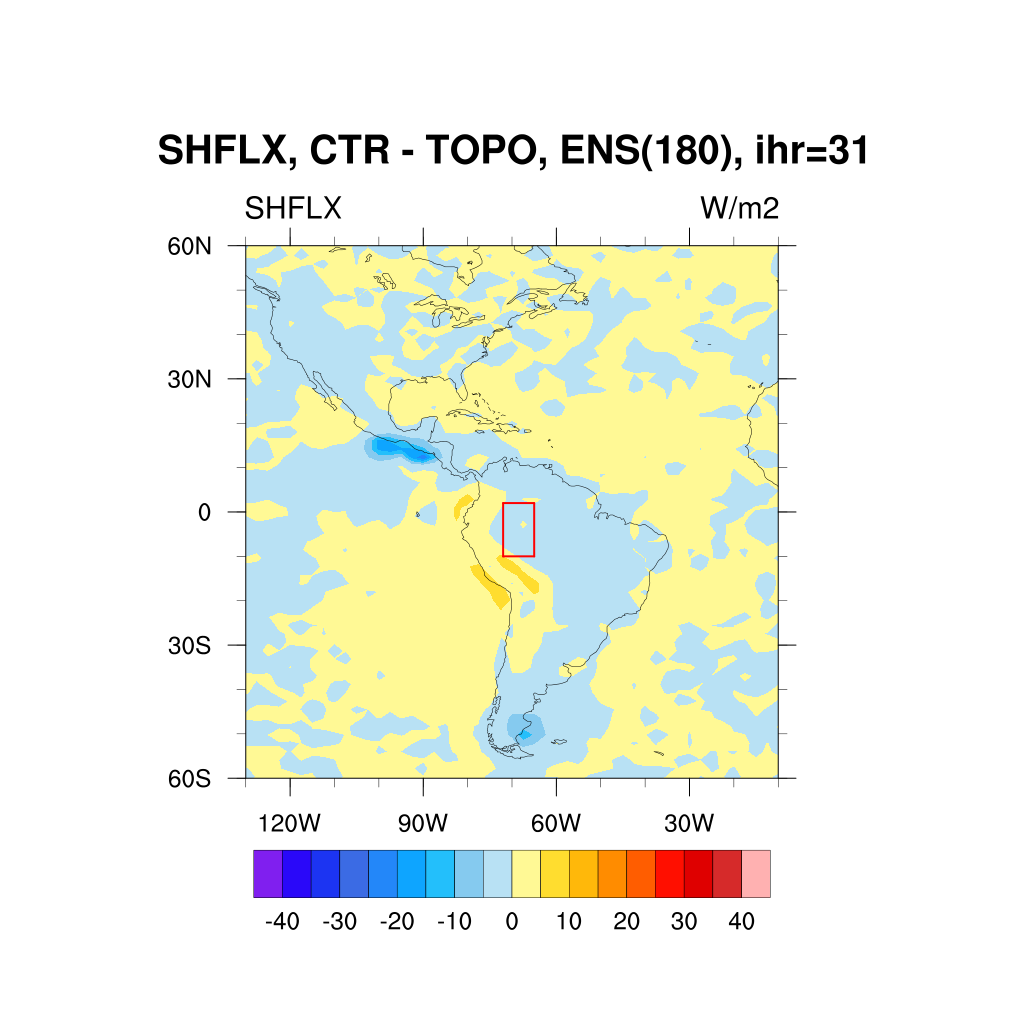 SHFLX, CTR - TOPO, ENS(180), ihr=31
SHFLX W/m2
60N
30N
0
30S
60S
120W 90W 60W 30W
-40 -30 -20 -10 0 10 20 30 40